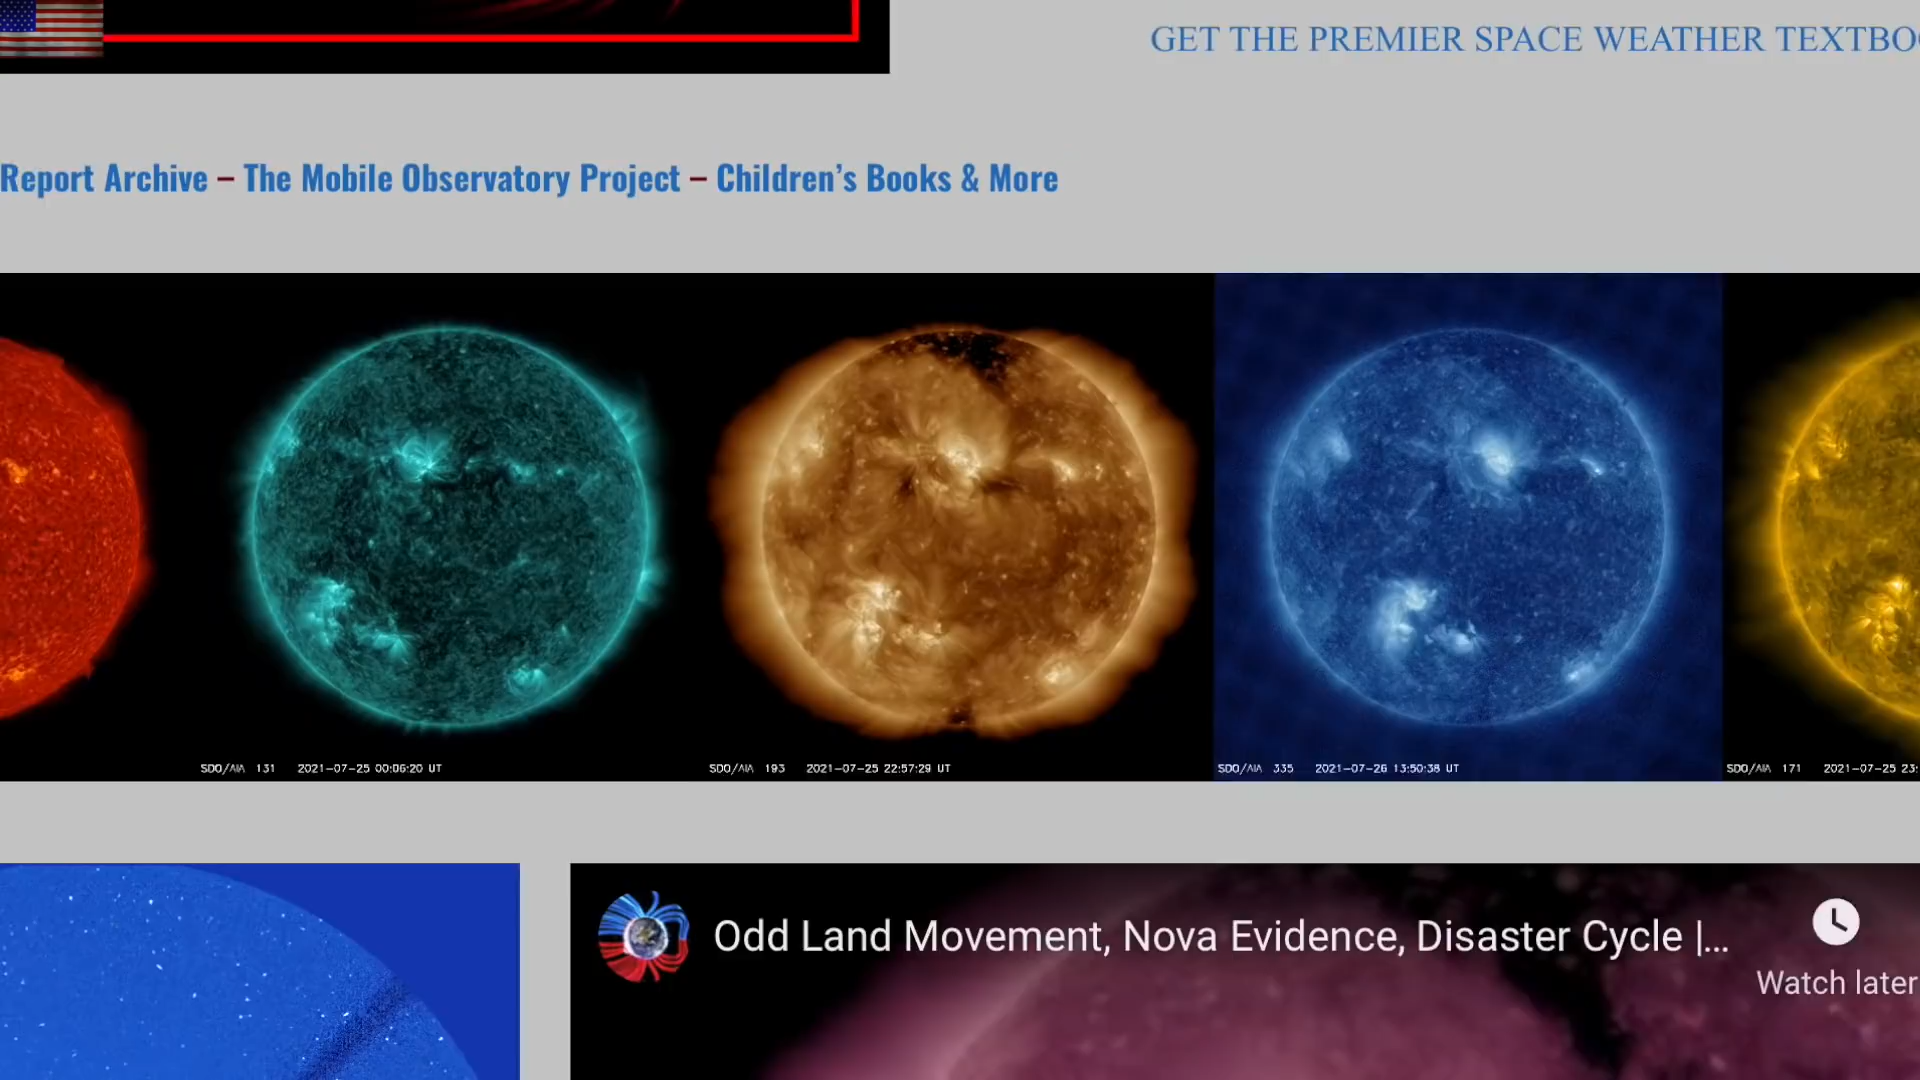 GET THE PREMIER SPACE WEATHER
Report Archive – The Mobile Observatory Project – Children’s Books & More
SDO/AIA 131 2021-07-25 00:06:20 UT
SDO/AIA 193 2021-07-25 22:57:29 UT
SDO/AIA 335 2021-07-26 13:50:38 UT
SDO/AIA 171 2021-07-25 23:
Odd Land Movement, Nova Evidence, Disaster Cycle |...
Watch later